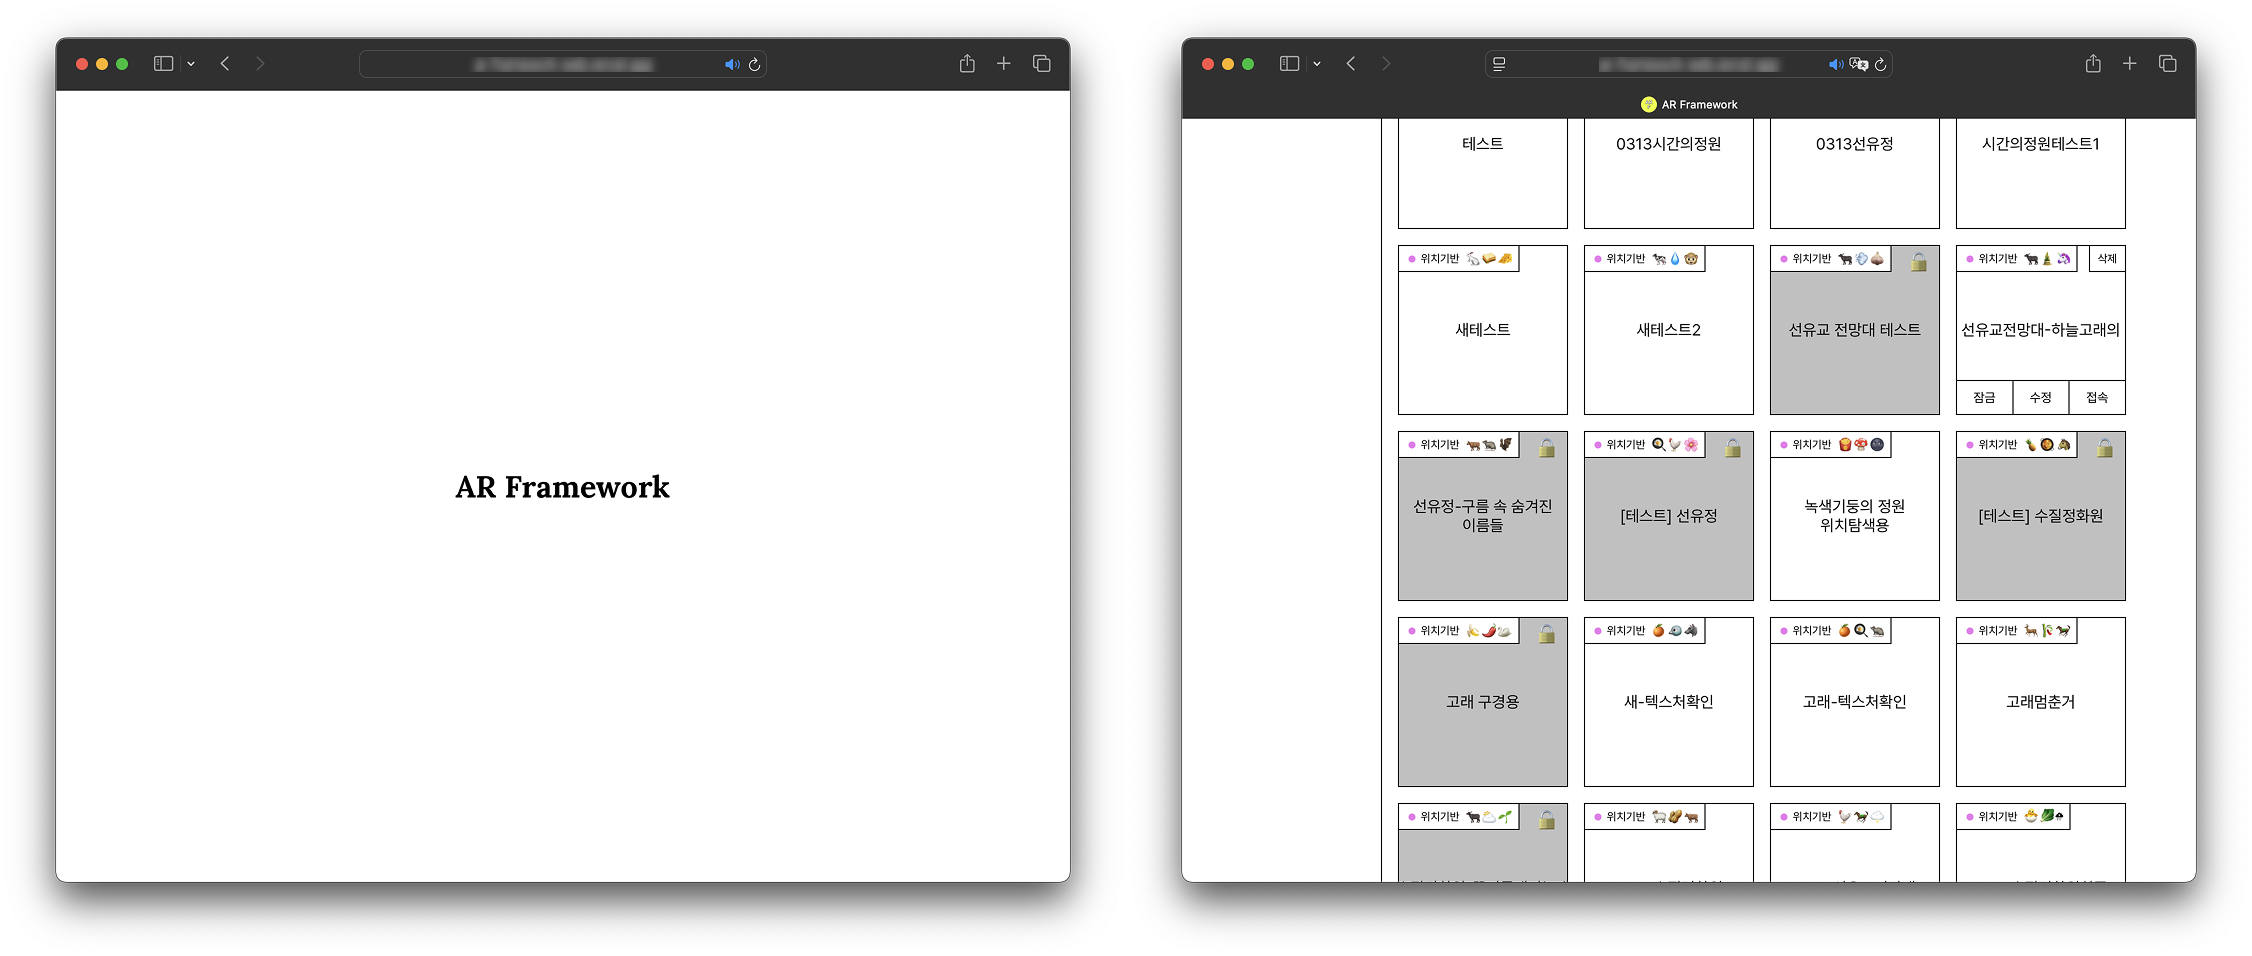 AR Framework
AR Framework
테스트
0313시간의정원
0313선유정
시간의정원테스트1
위치기반
새테스트
위치기반
새테스트2
위치기반
선유교 전망대 테스트
위치기반
삭제
선유교전망대-하늘고래의
잠금
수정
접속
위치기반
선유정-구름 속 숨겨진
이름들
위치기반
[테스트] 선유정
위치기반
녹색기둥의 정원
위치탐색용
위치기반
[테스트] 수질정화원
위치기반
고래 구경용
위치기반
새-텍스처확인
위치기반
고래-텍스처확인
위치기반
고래멈춘거
위치기반
위치기반
위치기반
위치기반